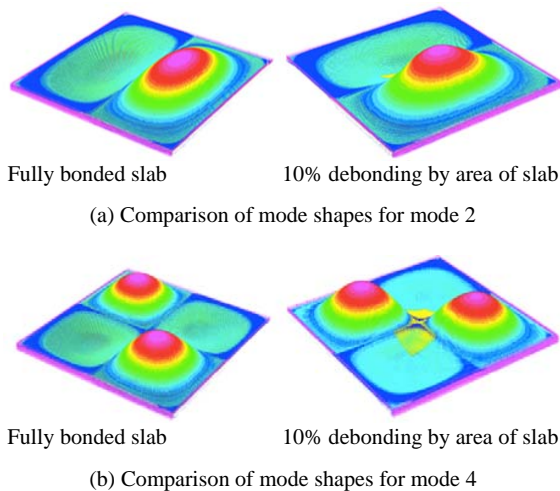 Fully bonded slab 10% debonding by area of slab
(a) Comparison of mode shapes for mode 2
Fully bonded slab 10% debonding by area of slab
(b) Comparison of mode shapes for mode 4